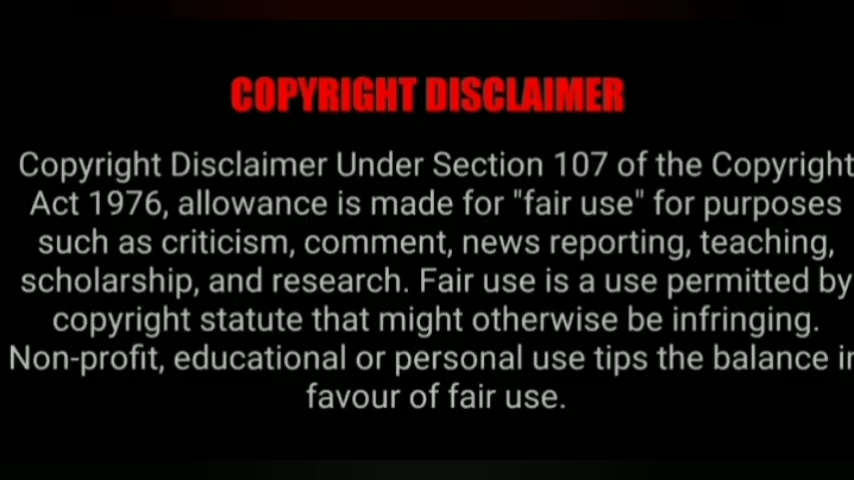 COPYRIGHT DISCLAIMER
Copyright Disclaimer Under Section 107 of the Copyright
Act 1976, allowance is made for "fair use" for purposes
such as criticism, comment, news reporting, teaching,
scholarship, and research. Fair use is a use permitted by
copyright statute that might otherwise be infringing.
Non-profit, educational or personal use tips the balance in
favour of fair use.